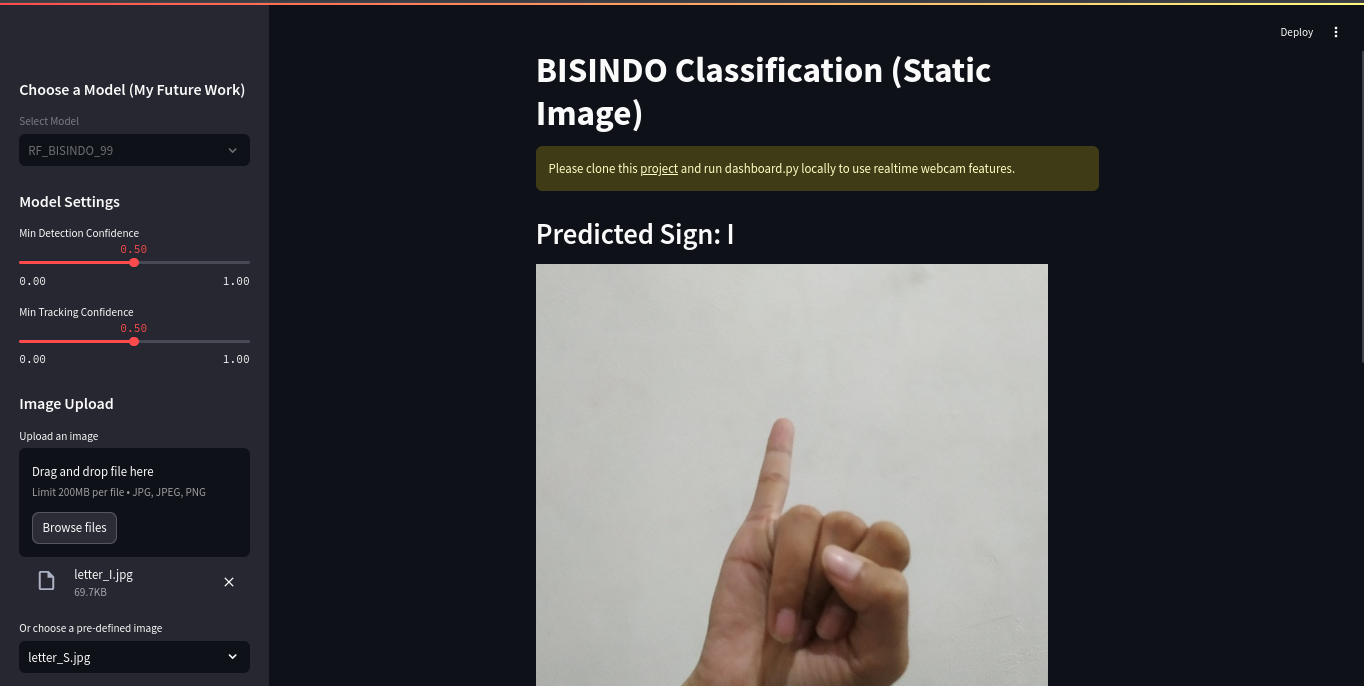 Deploy
Choose a Model (My Future Work)
Select Model
RF_BISINDO_99
Model Settings
Min Detection Confidence
0.50
0.00 1.00
Min Tracking Confidence
0.50
0.00 1.00
Image Upload
Upload an image
Drag and drop file here
Limit 200MB per file • JPG, JPEG, PNG
Browse files
letter_I.jpg
69.7KB
Or choose a pre-defined image
letter_S.jpg
BISINDO Classification (Static
Image)
Please clone this project and run dashboard.py locally to use realtime webcam features.
Predicted Sign: I